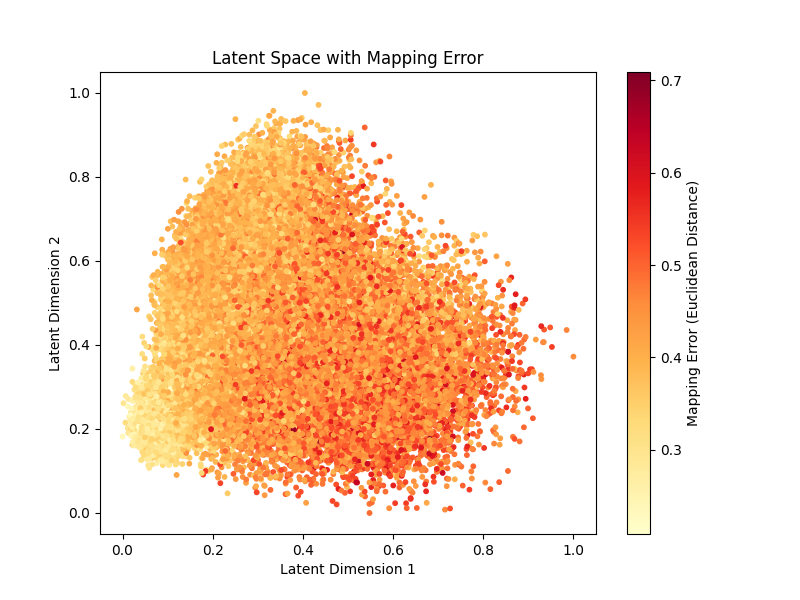 Latent Space with Mapping Error
1.0
0.8
0.6
0.4
0.2
0.0
Latent Dimension 2
0.0 0.2 0.4 0.6 0.8 1.0
Latent Dimension 1
0.7
0.6
0.5
0.4
0.3
Mapping Error (Euclidean Distance)